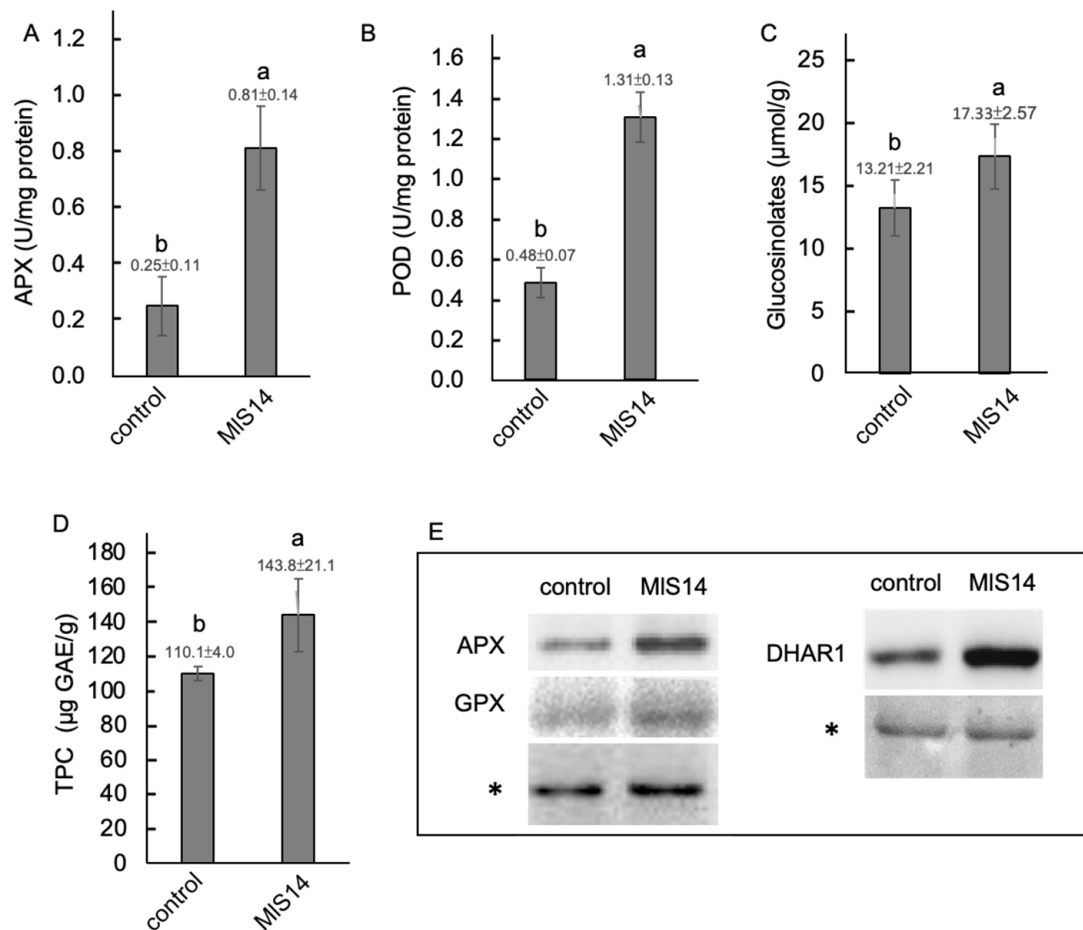 A
APX (U/mg protein)
1.2
1.0
0.8
0.6
0.4
0.2
0.0
b
0.25±0.11
a
0.81±0.14
control
MIS14
B
POD (U/mg protein)
1.6
1.4
1.2
1.0
0.8
0.6
0.4
0.2
0.0
b
0.48±0.07
a
1.31±0.13
control
MIS14
C
Glucosinolates (µmol/g)
25
20
15
10
5
0
b
13.21±2.21
a
17.33±2.57
control
MIS14
D
TPC (µg GAE/g)
180
160
140
120
100
80
60
40
20
0
b
110.1±4.0
a
143.8±21.1
control
MIS14
E
control MIS14
APX
GPX
*
control MIS14
DHAR1
*